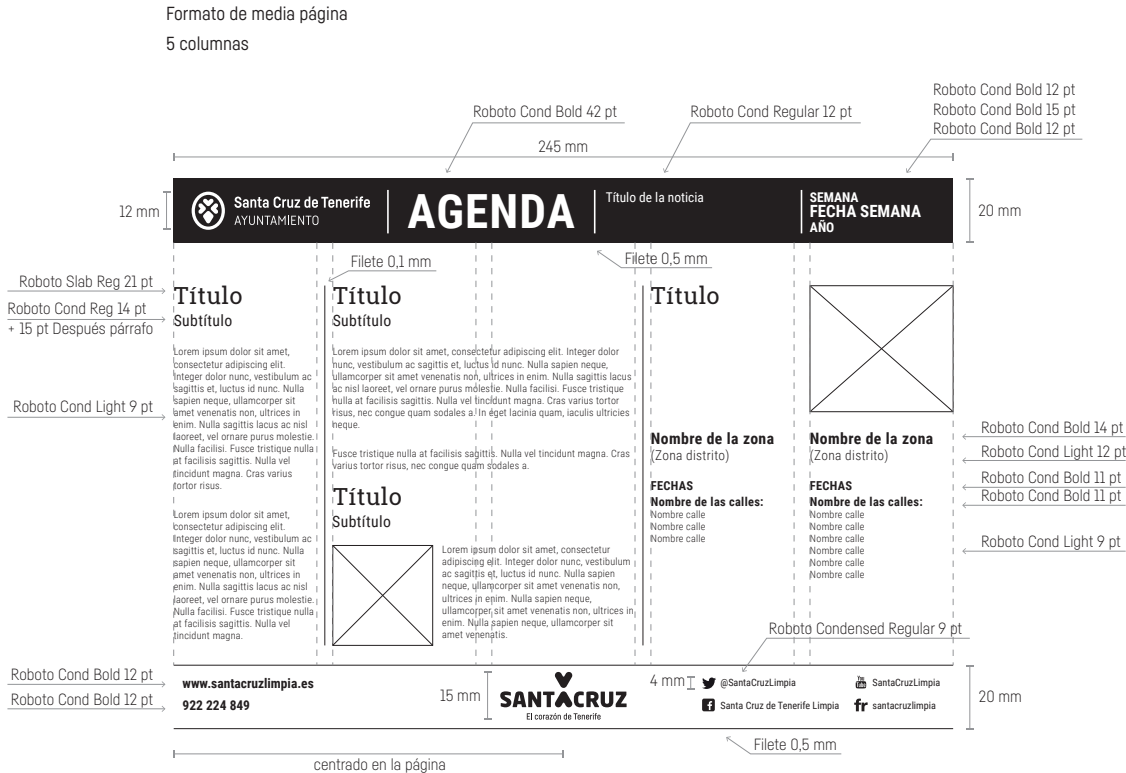 Formato de media página
5 columnas
Roboto Cond Bold 42 pt
Roboto Cond Regular 12 pt
Roboto Cond Bold 12 pt
Roboto Cond Bold 15 pt
Roboto Cond Bold 12 pt
245 mm
12 mm
Santa Cruz de Tenerife
AYUNTAMIENTO
AGENDA
Título de la noticia
SEMANA
FECHA SEMANA
AÑO
20 mm
Filete 0,1 mm
Filete 0,5 mm
Roboto Slab Reg 21 pt
Roboto Cond Reg 14 pt
+ 15 pt Después párrafo
Roboto Cond Light 9 pt
Título
Subtítulo
Lorem ipsum dolor sit amet,
consectetur adipiscing elit.
Integer dolor nunc, vestibulum ac
sagittis et, luctus id nunc. Nulla
sapien neque, ullamcorper sit
amet venenatis non, ultrices in
enim. Nulla sagittis lacus ac nisl
laoreet, vel ornare purus molestie.
Nulla facilisi. Fusce tristique nulla
at facilisis sagittis. Nulla vel
tincidunt magna. Cras varius
tortor risus.
Lorem ipsum dolor sit amet,
consectetur adipiscing elit.
Integer dolor nunc, vestibulum ac
sagittis et, luctus id nunc. Nulla
sapien neque, ullamcorper sit
amet venenatis non, ultrices in
enim. Nulla sagittis lacus ac nisl
laoreet, vel ornare purus molestie.
Nulla facilisi. Fusce tristique nulla
at facilisis sagittis. Nulla vel
tincidunt magna.
Título
Subtítulo
Lorem ipsum dolor sit amet, consectetur adipiscing elit. Integer dolor
nunc, vestibulum ac sagittis et, luctus id nunc. Nulla sapien neque,
ullamcorper sit amet venenatis non, ultrices in enim. Nulla sagittis lacus
ac nisl laoreet, vel ornare purus molestie. Nulla facilisi. Fusce tristique
nulla at facilisis sagittis. Nulla vel tincidunt magna. Cras varius tortor
risus, nec congue quam sodales a. In eget lacinia quam, iaculis ultricies
neque.
Fusce tristique nulla at facilisis sagittis. Nulla vel tincidunt magna. Cras
varius tortor risus, nec congue quam sodales a.
Título
Subtítulo
Lorem ipsum dolor sit amet, consectetur
adipiscing elit. Integer dolor nunc, vestibulum
ac sagittis et, luctus id nunc. Nulla sapien
neque, ullamcorper sit amet venenatis non,
ultrices in enim. Nulla sapien neque,
ullamcorper sit amet venenatis non, ultrices in
enim. Nulla sapien neque, ullamcorper sit
amet venenatis.
Título
Nombre de la zona
(Zona distrito)
FECHAS
Nombre de las calles:
Nombre calle
Nombre calle
Nombre calle
Nombre de la zona
(Zona distrito)
FECHAS
Nombre de las calles:
Nombre calle
Nombre calle
Nombre calle
Nombre calle
Nombre calle
Nombre calle
Roboto Cond Bold 14 pt
Roboto Cond Light 12 pt
Roboto Cond Bold 11 pt
Roboto Cond Bold 11 pt
Roboto Cond Light 9 pt
Roboto Condensed Regular 9 pt
Roboto Cond Bold 12 pt
Roboto Cond Bold 12 pt
www.santacruzlimpia.es
922 224 849
15 mm
SANTACRUZ
El corazón de Tenerife
4 mm
@SantaCruzLimpia
Santa Cruz de Tenerife Limpia
You Tube
SantaCruzLimpia
fr santacruzlimpia
20 mm
Filete 0,5 mm
centrado en la página